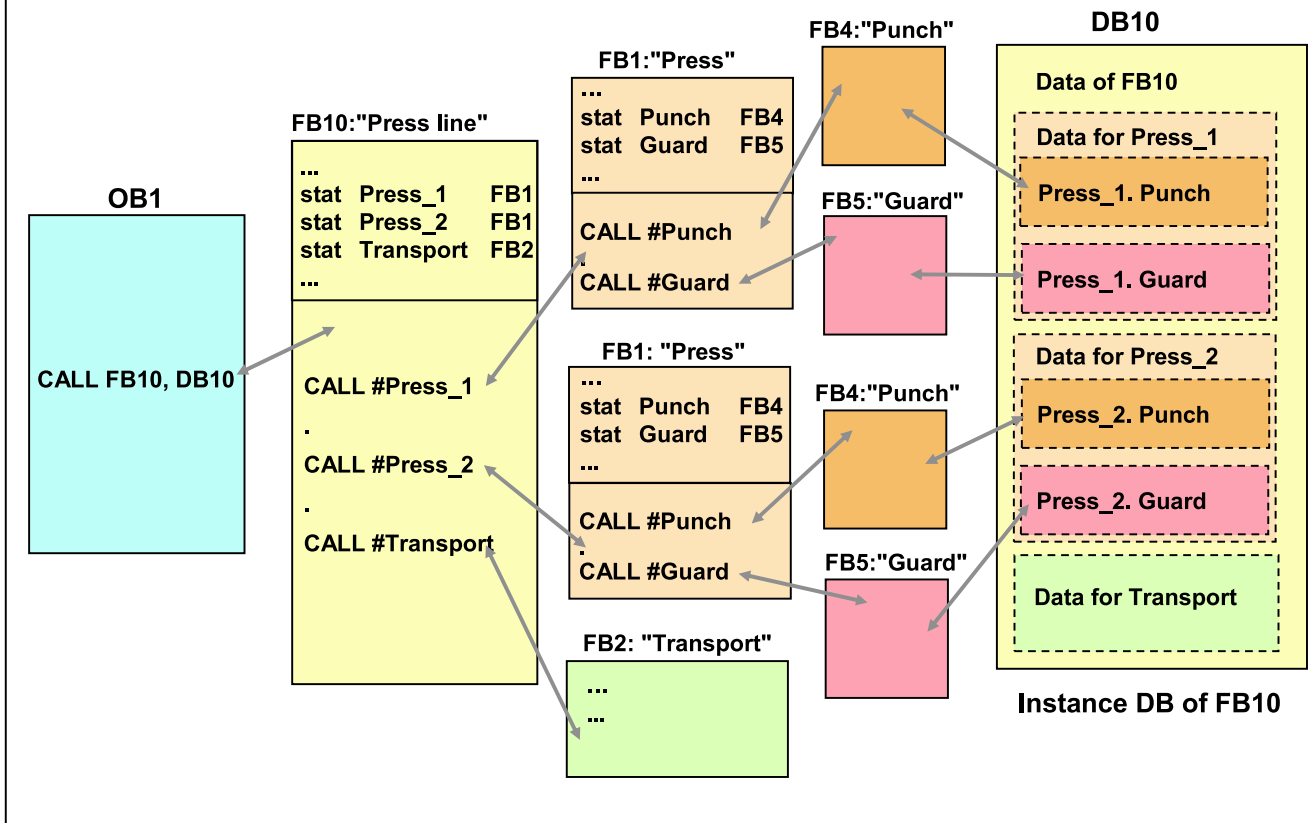 OB1
CALL FB10, DB10
FB10:"Press line"
...
stat Press_1 FB1
stat Press_2 FB1
stat Transport FB2
...
CALL #Press_1
.
CALL #Press_2
.
CALL #Transport
FB1:"Press"
...
stat Punch FB4
stat Guard FB5
...
CALL #Punch
.
CALL #Guard
FB1: "Press"
...
stat Punch FB4
stat Guard FB5
...
CALL #Punch
.
CALL #Guard
FB2: "Transport"
...
...
FB4:"Punch"
FB5:"Guard"
FB4:"Punch"
FB5:"Guard"
DB10
Data of FB10
Data for Press_1
Press_1. Punch
Press_1. Guard
Data for Press_2
Press_2. Punch
Press_2. Guard
Data for Transport
Instance DB of FB10